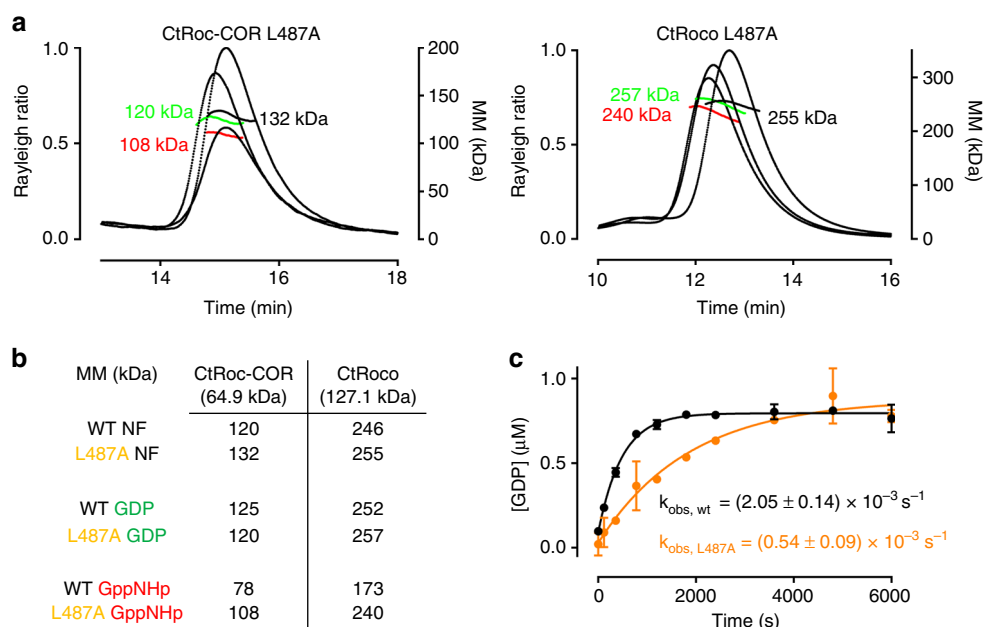 a
CtRoc-COR L487A
Rayleigh ratio
1.0
0.5
0.0
120 kDa
108 kDa
132 kDa
200
150
100
50
0
MM (kDa)
14
16
18
Time (min)
CtRoco L487A
Rayleigh ratio
1.0
0.5
0.0
257 kDa
240 kDa
255 kDa
300
200
100
0
MM (kDa)
10
12
14
16
Time (min)
b
MM (kDa) CtRoc-COR CtRoco
(64.9 kDa) (127.1 kDa)
WT NF 120 246
L487A NF 132 255
WT GDP 125 252
L487A GDP 120 257
WT GppNHp 78 173
L487A GppNHp 108 240
c
[GDP] (μM)
1.0
0.5
0.0
k obs, wt = (2.05 ± 0.14) × 10⁻³ s⁻¹
k obs, L487A = (0.54 ± 0.09) × 10⁻³ s⁻¹
0
2000
4000
6000
Time (s)